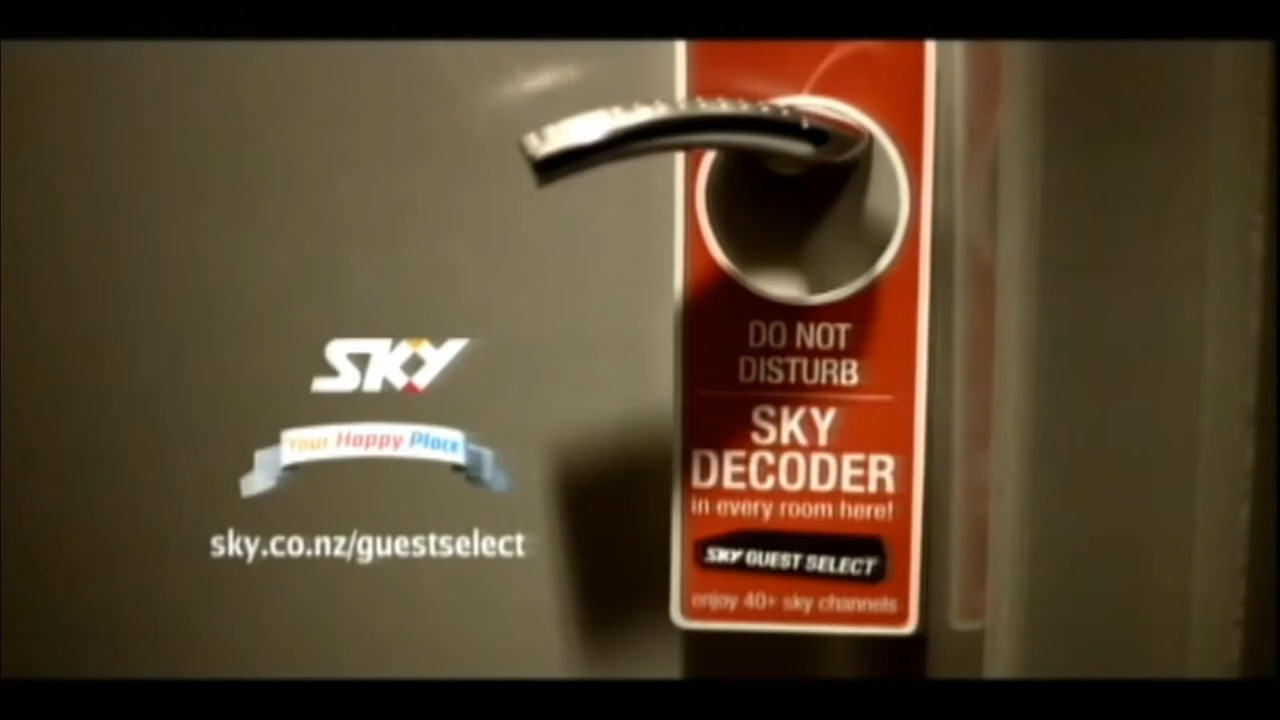 SKY
Your Happy Place
sky.co.nz/guestselect
DO NOT
DISTURB
SKY
DECODER
in every room here!
SKY GUEST SELECT
enjoy 40+ sky channels